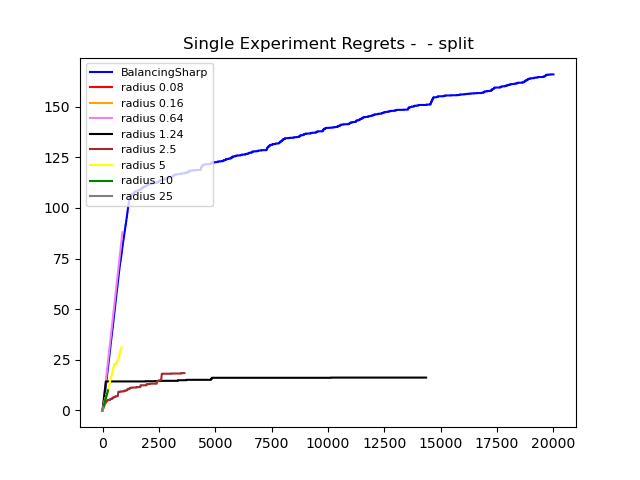 Single Experiment Regrets -  - split
BalancingSharp
radius 0.08
radius 0.16
radius 0.64
radius 1.24
radius 2.5
radius 5
radius 10
radius 25
150
125
100
75
50
25
0
0 2500 5000 7500 10000 12500 15000 17500 20000